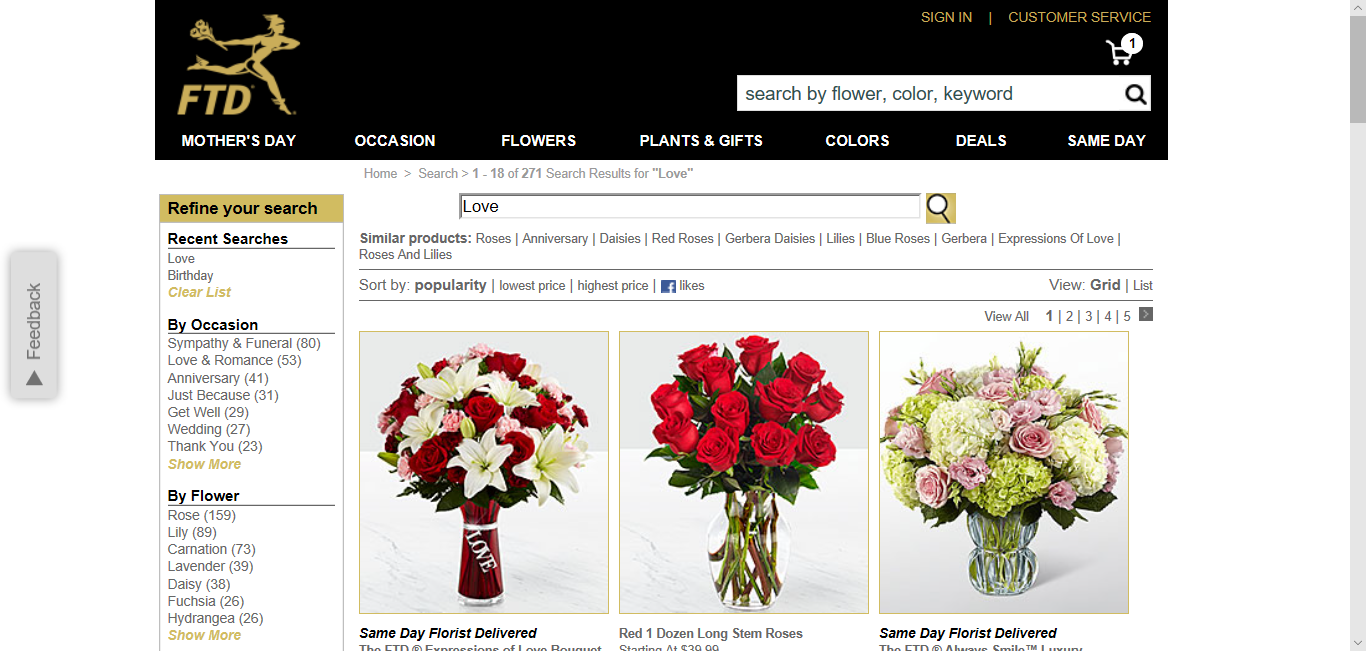 SIGN IN | CUSTOMER SERVICE
1
FTD
search by flower, color, keyword
MOTHER'S DAY OCCASION FLOWERS PLANTS & GIFTS COLORS DEALS SAME DAY
Home > Search > 1 - 18 of 271 Search Results for "Love"
Refine your search
Recent Searches
Love
Birthday
Clear List
By Occasion
Sympathy & Funeral (80)
Love & Romance (53)
Anniversary (41)
Just Because (31)
Get Well (29)
Wedding (27)
Thank You (23)
Show More
By Flower
Rose (159)
Lily (89)
Carnation (73)
Lavender (39)
Daisy (38)
Fuchsia (26)
Hydrangea (26)
Show More
Feedback
Love
Similar products: Roses | Anniversary | Daisies | Red Roses | Gerbera Daisies | Lilies | Blue Roses | Gerbera | Expressions Of Love |
Roses And Lilies
Sort by: popularity | lowest price | highest price | f likes
View: Grid | List
View All 1 | 2 | 3 | 4 | 5
LOVE
Same Day Florist Delivered
The FTD ® Expressions of Love Bouquet
Red 1 Dozen Long Stem Roses
Starting At $39.99
Same Day Florist Delivered
The FTD ® Always Smile™ Luxury